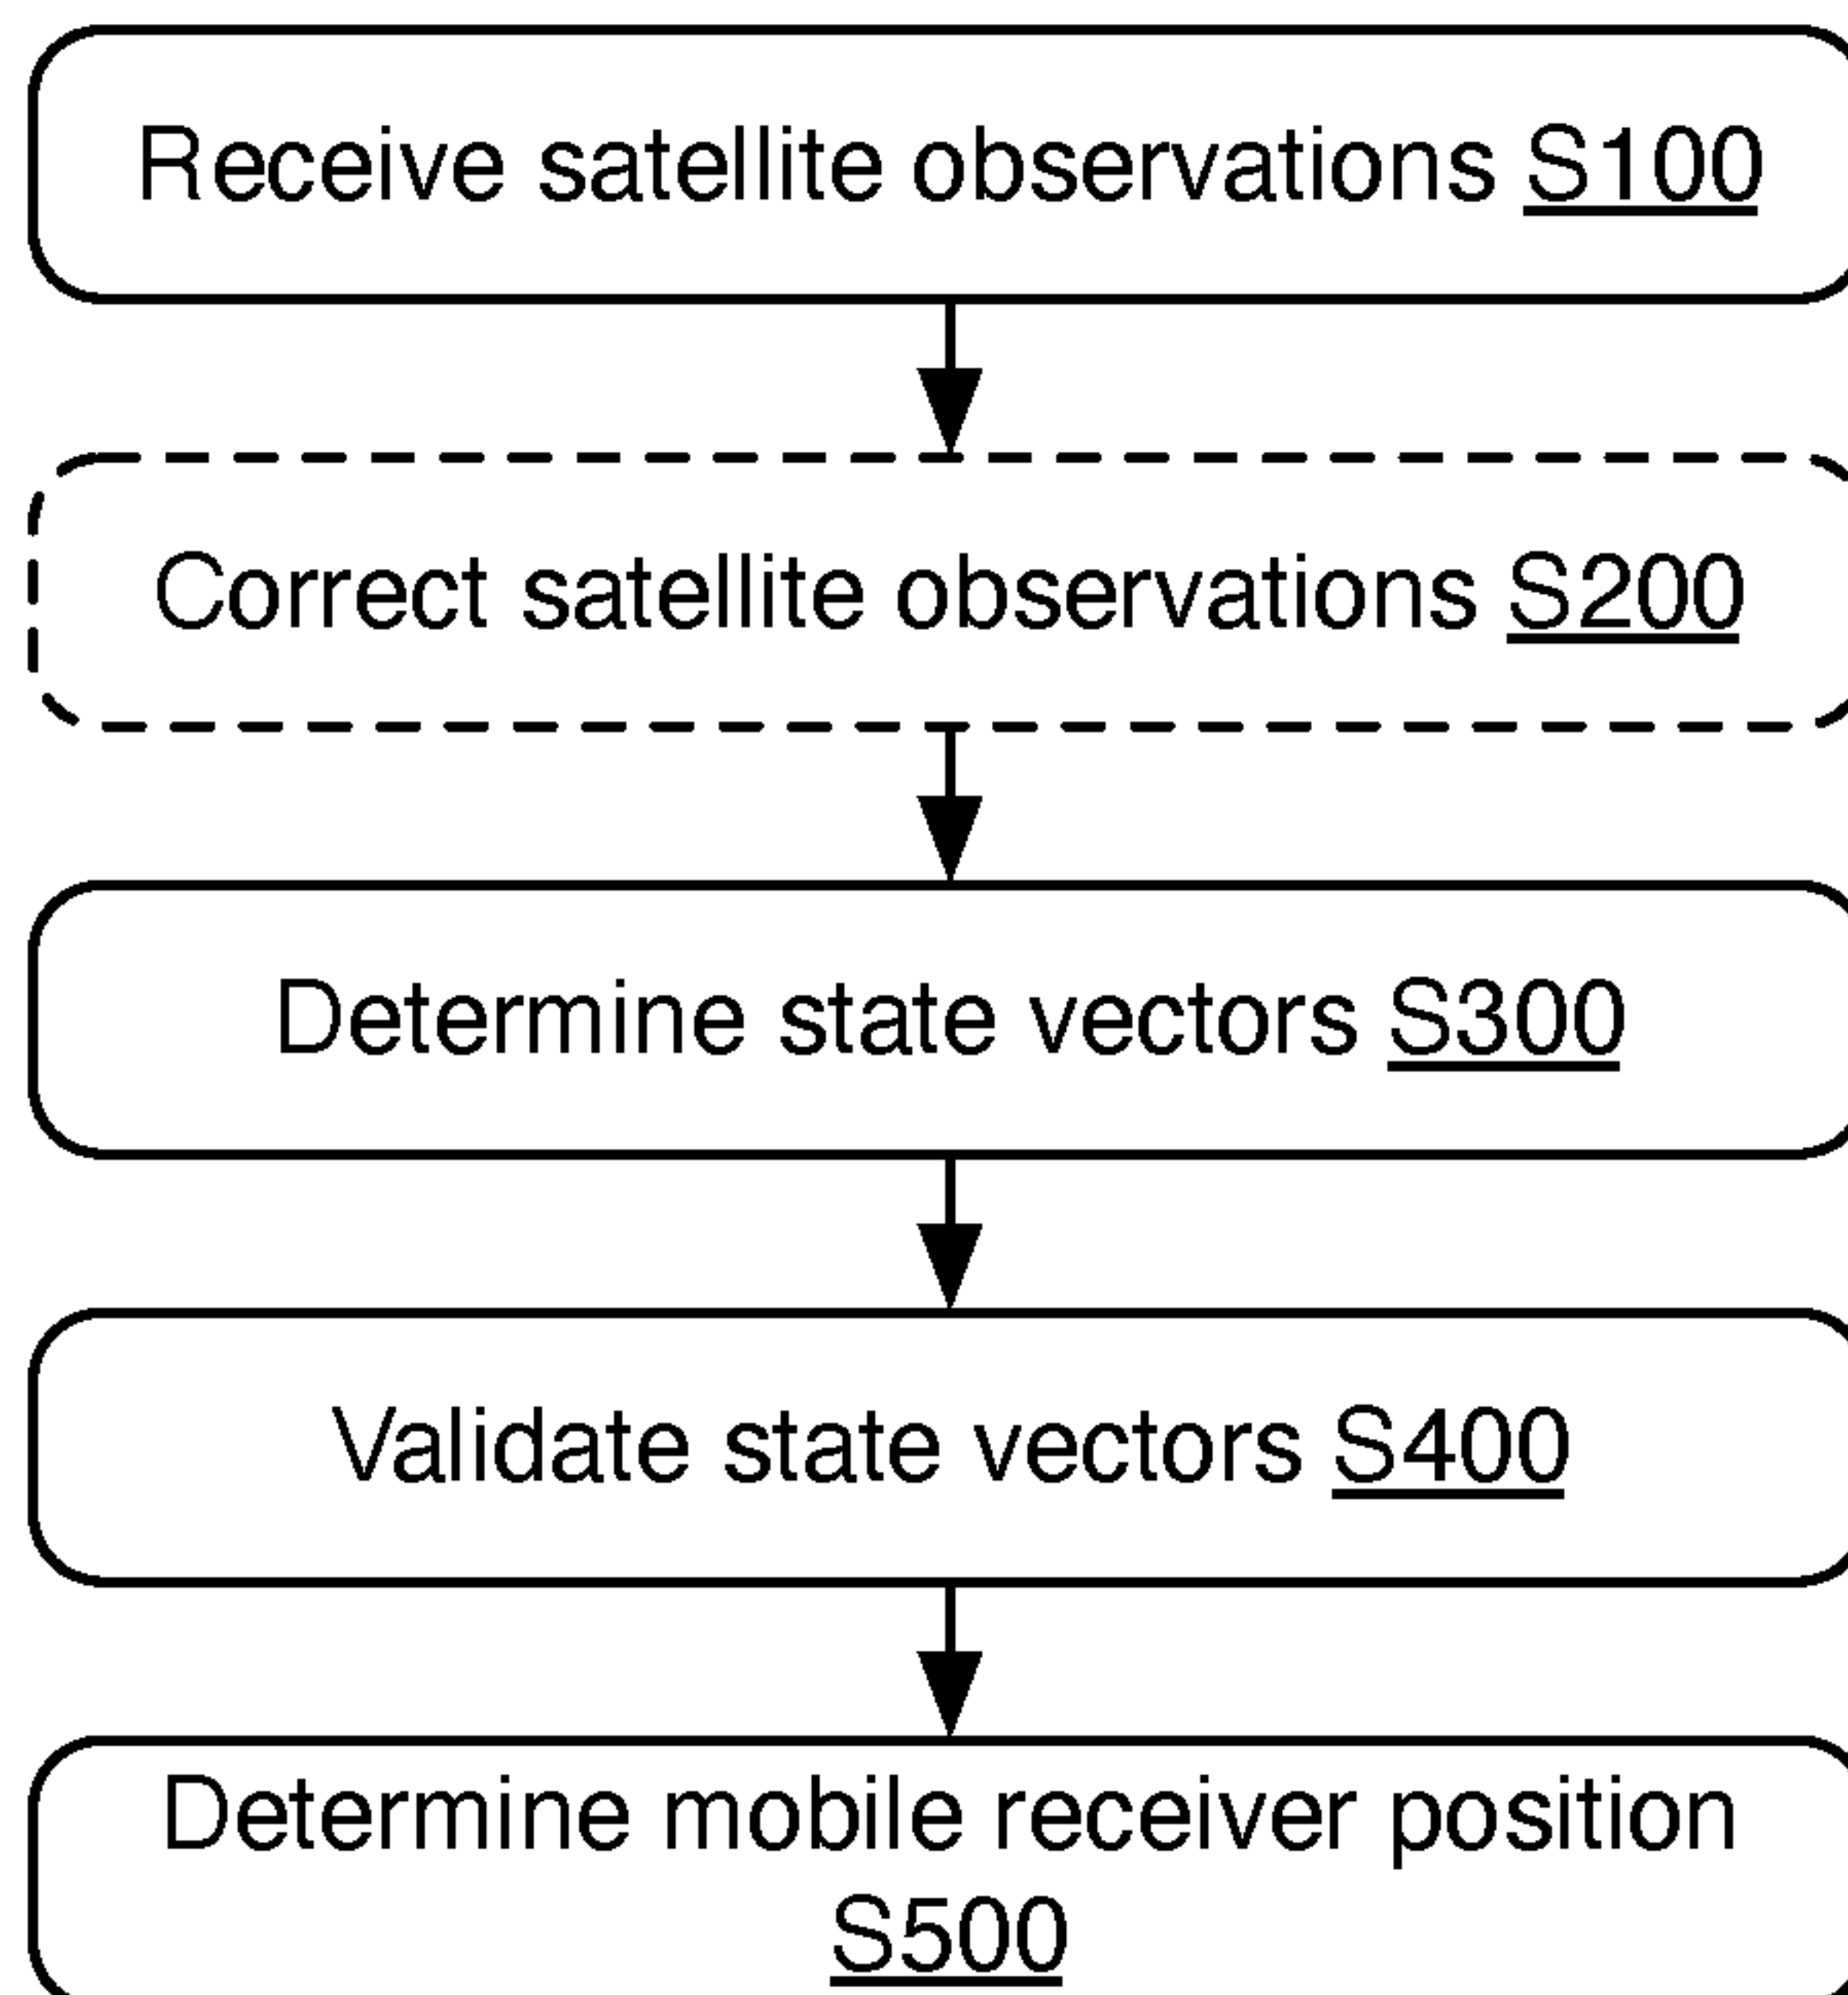 Receive satellite observations S100
Correct satellite observations S200
Determine state vectors S300
Validate state vectors S400
Determine mobile receiver position
S500